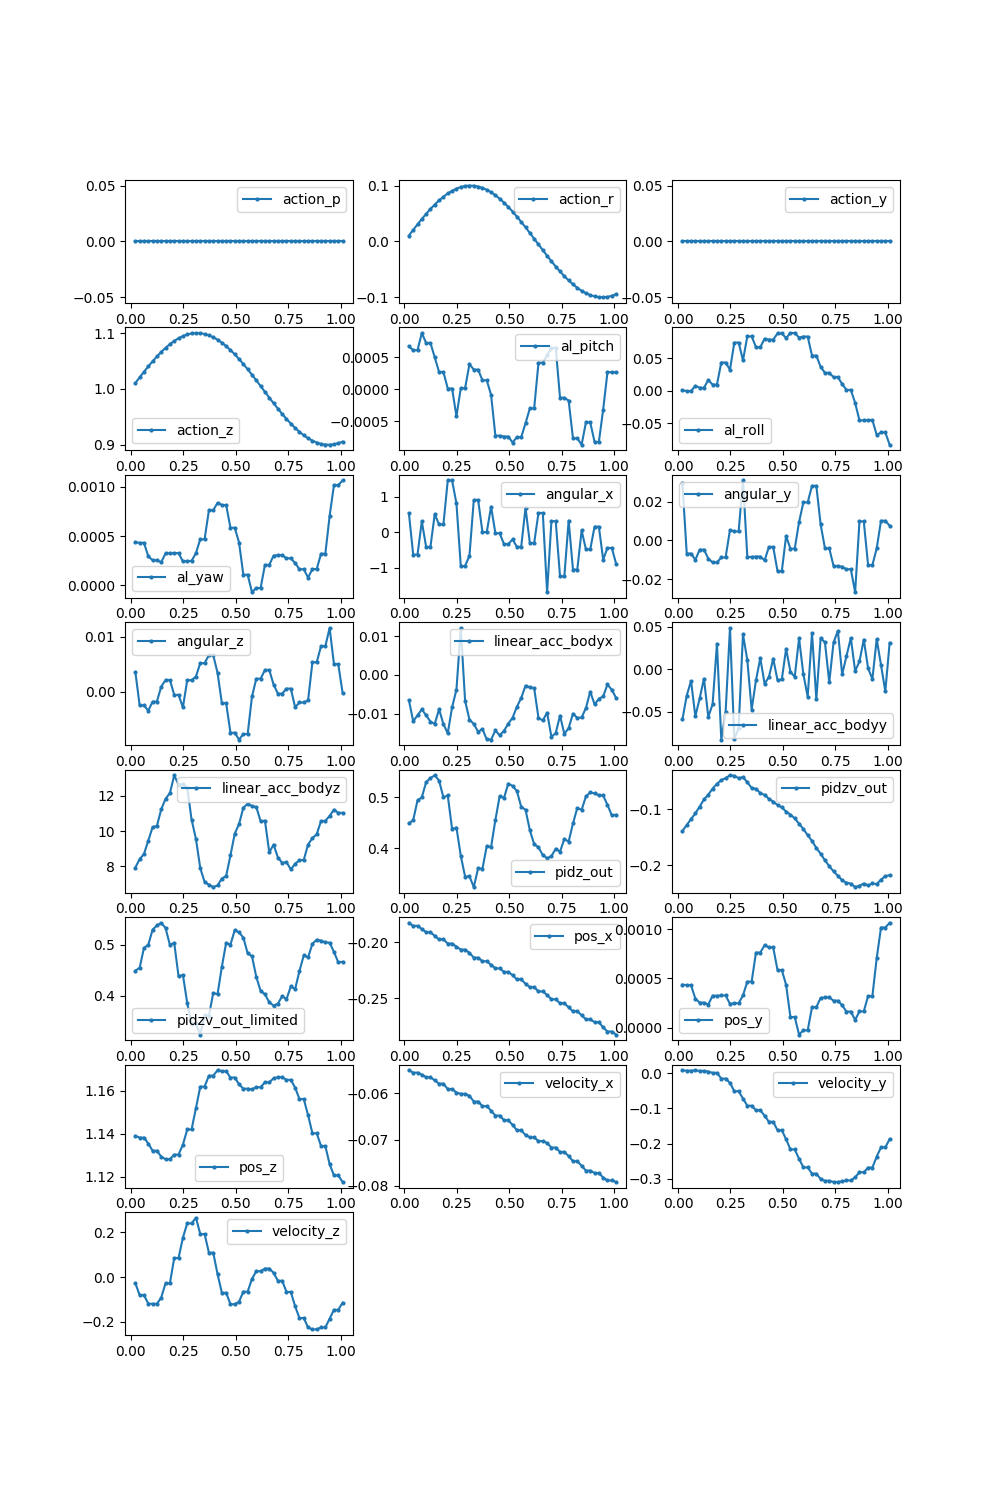 0.05
0.00
−0.05
action_p
0.00 0.25 0.50 0.75 1.00
0.1
0.0
−0.1
action_r
0.00 0.25 0.50 0.75 1.00
0.05
0.00
−0.05
action_y
0.00 0.25 0.50 0.75 1.00
1.1
1.0
0.9
action_z
0.00 0.25 0.50 0.75 1.00
0.0005
0.0000
−0.0005
al_pitch
0.00 0.25 0.50 0.75 1.00
0.05
0.00
−0.05
al_roll
0.00 0.25 0.50 0.75 1.00
0.0010
0.0005
0.0000
al_yaw
0.00 0.25 0.50 0.75 1.00
1
0
−1
angular_x
0.00 0.25 0.50 0.75 1.00
0.02
0.00
−0.02
angular_y
0.00 0.25 0.50 0.75 1.00
0.01
0.00
angular_z
0.00 0.25 0.50 0.75 1.00
0.01
0.00
−0.01
linear_acc_bodyx
0.00 0.25 0.50 0.75 1.00
0.05
0.00
−0.05
linear_acc_bodyy
0.00 0.25 0.50 0.75 1.00
12
10
8
linear_acc_bodyz
0.00 0.25 0.50 0.75 1.00
0.5
0.4
pidz_out
0.00 0.25 0.50 0.75 1.00
−0.1
−0.2
pidzv_out
0.00 0.25 0.50 0.75 1.00
0.5
0.4
pidzv_out_limited
0.00 0.25 0.50 0.75 1.00
−0.20
−0.25
pos_x
0.00 0.25 0.50 0.75 1.00
0.0010
0.0005
0.0000
pos_y
0.00 0.25 0.50 0.75 1.00
1.16
1.14
1.12
pos_z
0.00 0.25 0.50 0.75 1.00
−0.06
−0.07
−0.08
velocity_x
0.00 0.25 0.50 0.75 1.00
0.0
−0.1
−0.2
−0.3
velocity_y
0.00 0.25 0.50 0.75 1.00
0.2
0.0
−0.2
velocity_z
0.00 0.25 0.50 0.75 1.00